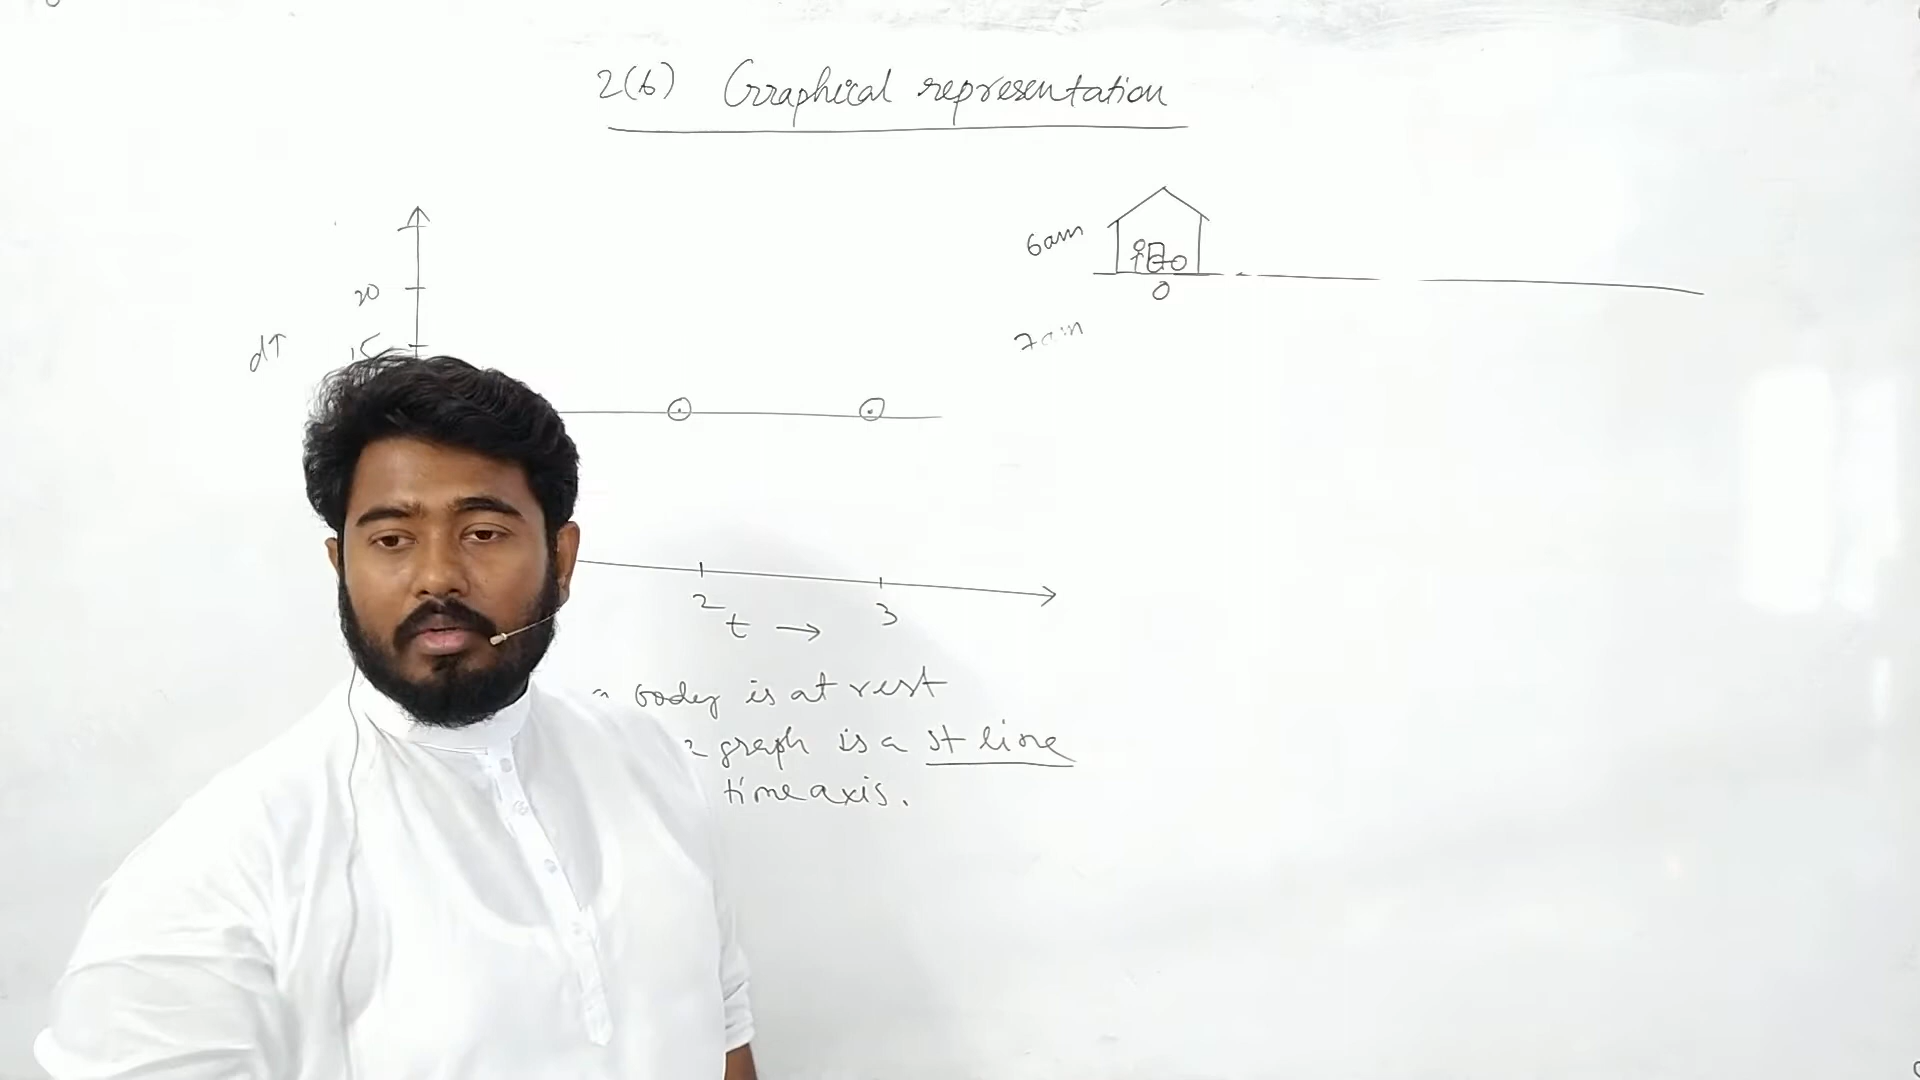 2(b) Graphical representation
6am
0
7am
20
15
d↑
2 3
t →
body is at rest
graph is a st line
time axis.